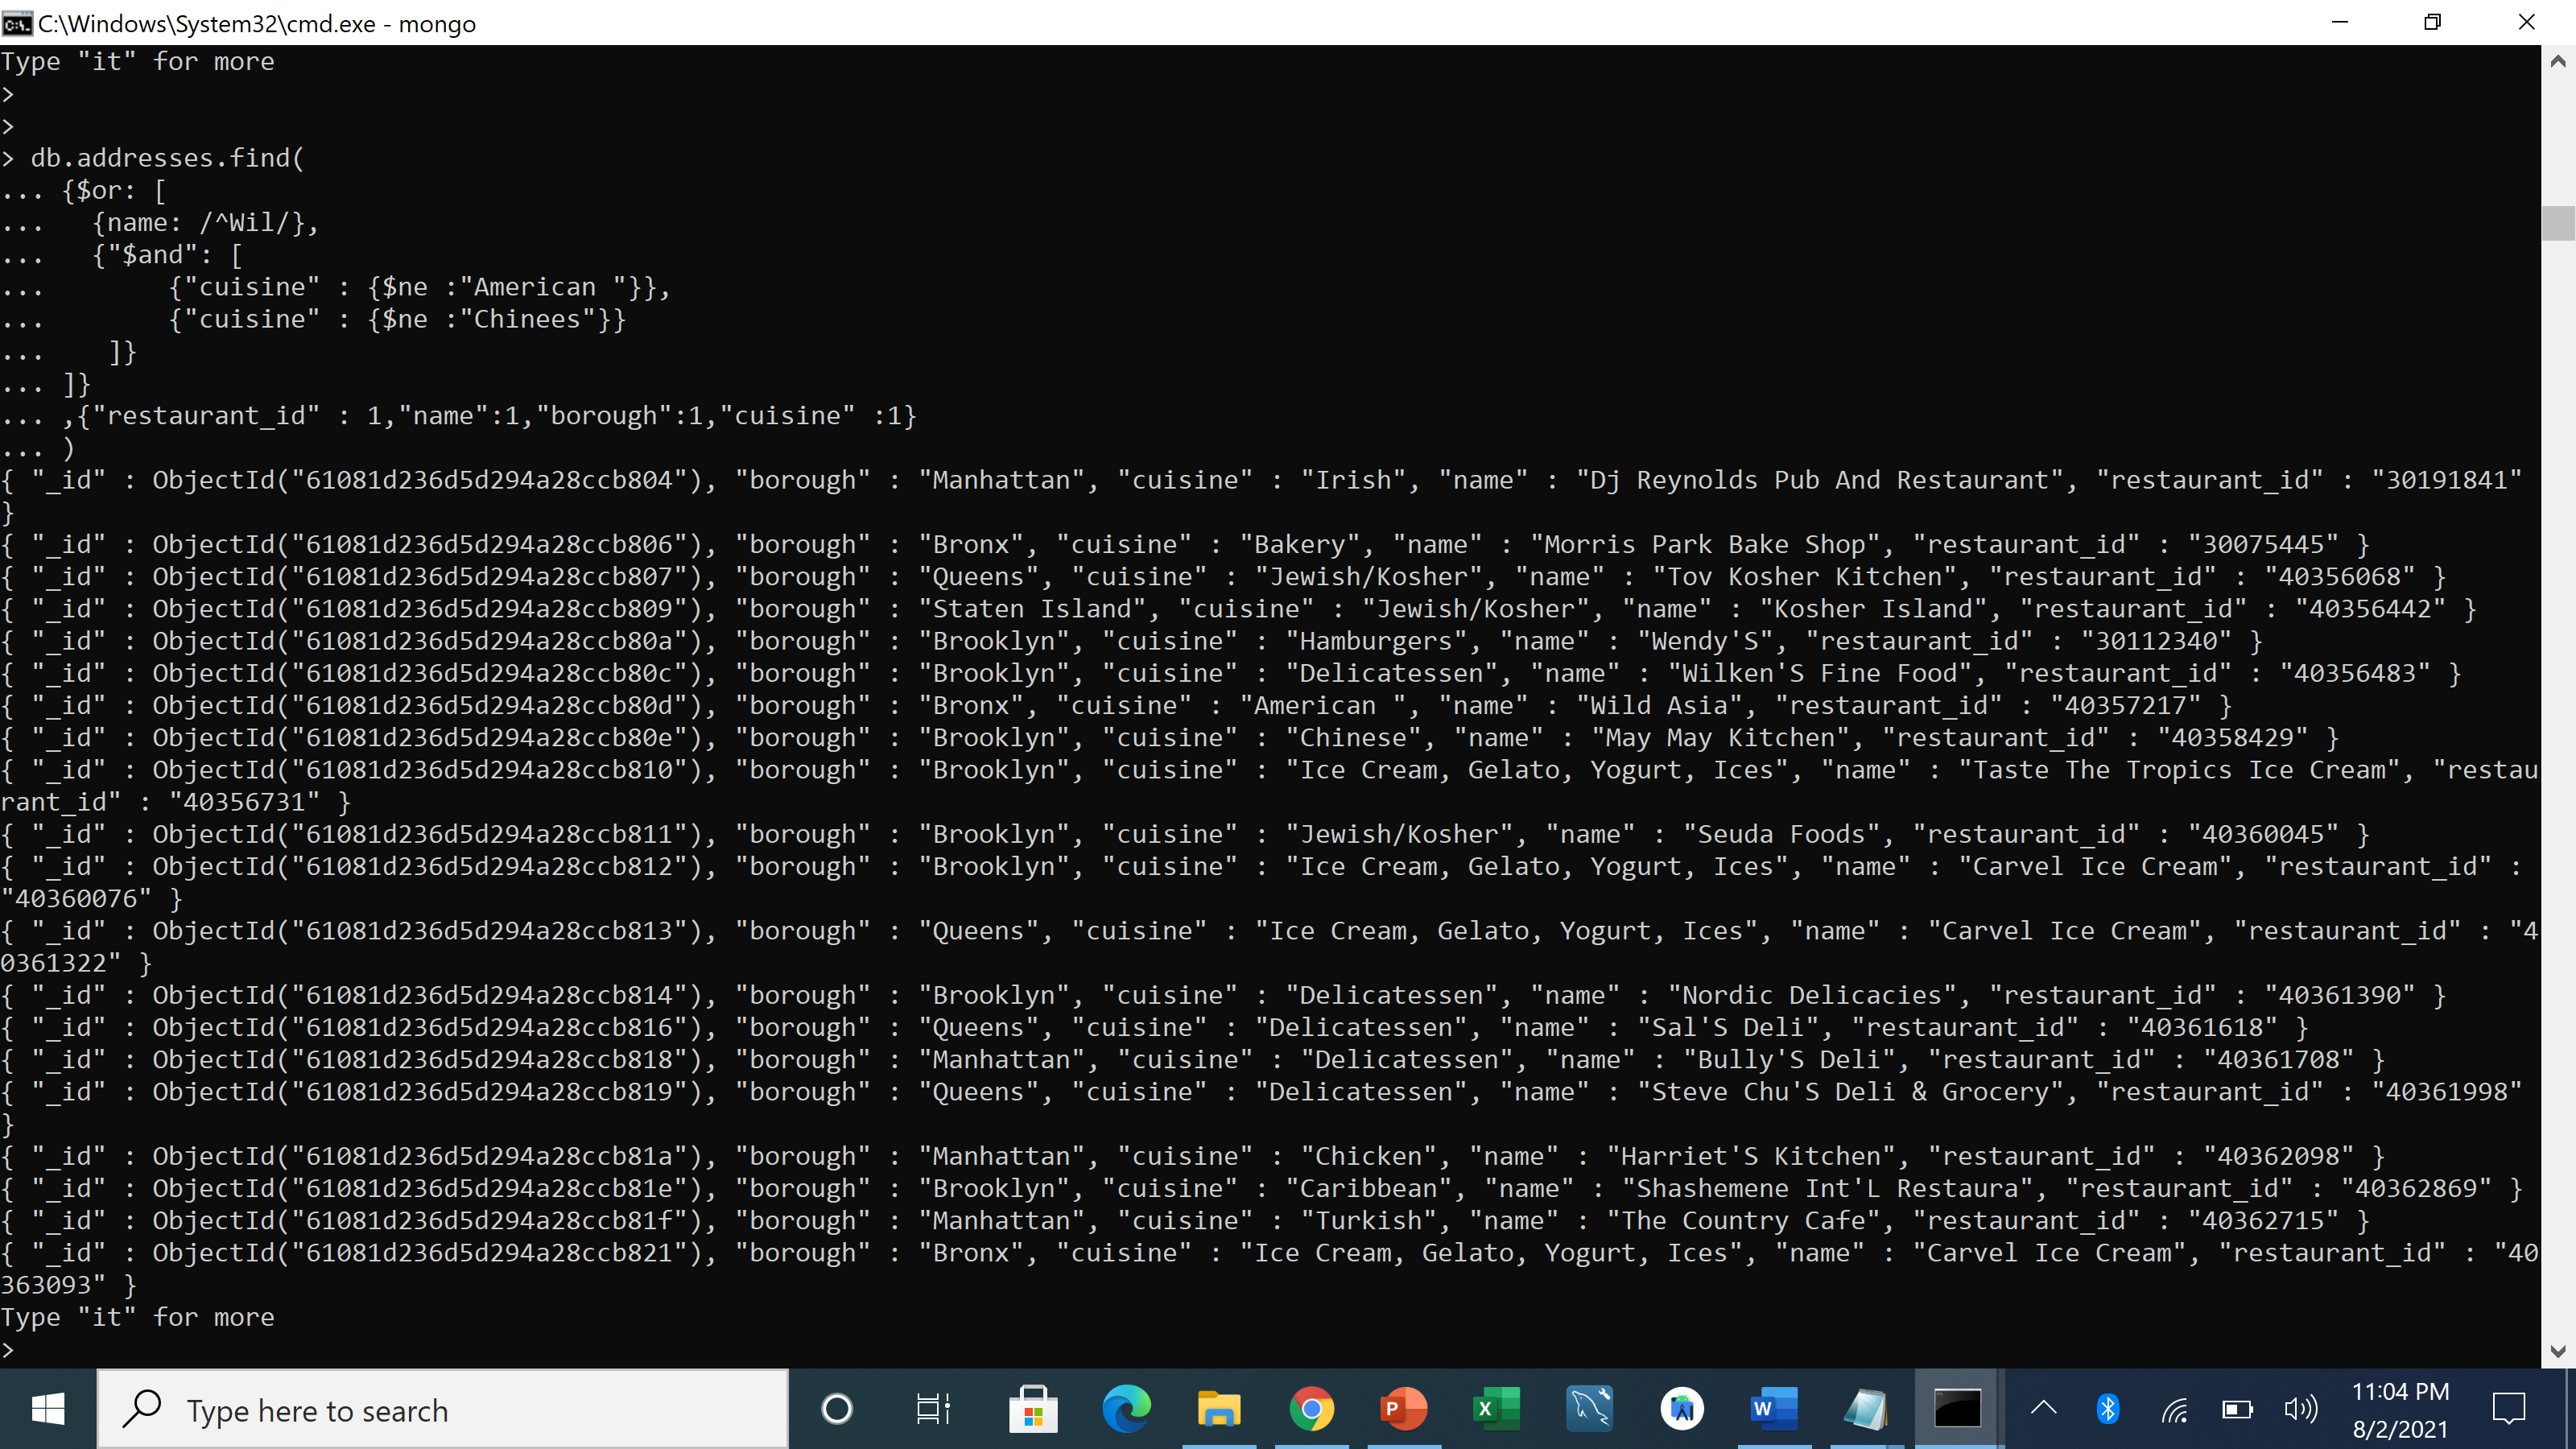 C:\Windows\System32\cmd.exe - mongo
Type "it" for more
>
>
> db.addresses.find(
... {$or: [
...   {name: /^Wil/},
...   {"$and": [
...        {"cuisine" : {$ne :"American "}},
...        {"cuisine" : {$ne :"Chinees"}}
...    ]}
... ]}
... ,{"restaurant_id" : 1,"name":1,"borough":1,"cuisine" :1}
... )
{ "_id" : ObjectId("61081d236d5d294a28ccb804"), "borough" : "Manhattan", "cuisine" : "Irish", "name" : "Dj Reynolds Pub And Restaurant", "restaurant_id" : "30191841"
}
{ "_id" : ObjectId("61081d236d5d294a28ccb806"), "borough" : "Bronx", "cuisine" : "Bakery", "name" : "Morris Park Bake Shop", "restaurant_id" : "30075445" }
{ "_id" : ObjectId("61081d236d5d294a28ccb807"), "borough" : "Queens", "cuisine" : "Jewish/Kosher", "name" : "Tov Kosher Kitchen", "restaurant_id" : "40356068" }
{ "_id" : ObjectId("61081d236d5d294a28ccb809"), "borough" : "Staten Island", "cuisine" : "Jewish/Kosher", "name" : "Kosher Island", "restaurant_id" : "40356442" }
{ "_id" : ObjectId("61081d236d5d294a28ccb80a"), "borough" : "Brooklyn", "cuisine" : "Hamburgers", "name" : "Wendy'S", "restaurant_id" : "30112340" }
{ "_id" : ObjectId("61081d236d5d294a28ccb80c"), "borough" : "Brooklyn", "cuisine" : "Delicatessen", "name" : "Wilken'S Fine Food", "restaurant_id" : "40356483" }
{ "_id" : ObjectId("61081d236d5d294a28ccb80d"), "borough" : "Bronx", "cuisine" : "American ", "name" : "Wild Asia", "restaurant_id" : "40357217" }
{ "_id" : ObjectId("61081d236d5d294a28ccb80e"), "borough" : "Brooklyn", "cuisine" : "Chinese", "name" : "May May Kitchen", "restaurant_id" : "40358429" }
{ "_id" : ObjectId("61081d236d5d294a28ccb810"), "borough" : "Brooklyn", "cuisine" : "Ice Cream, Gelato, Yogurt, Ices", "name" : "Taste The Tropics Ice Cream", "restau
rant_id" : "40356731" }
{ "_id" : ObjectId("61081d236d5d294a28ccb811"), "borough" : "Brooklyn", "cuisine" : "Jewish/Kosher", "name" : "Seuda Foods", "restaurant_id" : "40360045" }
{ "_id" : ObjectId("61081d236d5d294a28ccb812"), "borough" : "Brooklyn", "cuisine" : "Ice Cream, Gelato, Yogurt, Ices", "name" : "Carvel Ice Cream", "restaurant_id" :
"40360076" }
{ "_id" : ObjectId("61081d236d5d294a28ccb813"), "borough" : "Queens", "cuisine" : "Ice Cream, Gelato, Yogurt, Ices", "name" : "Carvel Ice Cream", "restaurant_id" : "4
0361322" }
{ "_id" : ObjectId("61081d236d5d294a28ccb814"), "borough" : "Brooklyn", "cuisine" : "Delicatessen", "name" : "Nordic Delicacies", "restaurant_id" : "40361390" }
{ "_id" : ObjectId("61081d236d5d294a28ccb816"), "borough" : "Queens", "cuisine" : "Delicatessen", "name" : "Sal'S Deli", "restaurant_id" : "40361618" }
{ "_id" : ObjectId("61081d236d5d294a28ccb818"), "borough" : "Manhattan", "cuisine" : "Delicatessen", "name" : "Bully'S Deli", "restaurant_id" : "40361708" }
{ "_id" : ObjectId("61081d236d5d294a28ccb819"), "borough" : "Queens", "cuisine" : "Delicatessen", "name" : "Steve Chu'S Deli & Grocery", "restaurant_id" : "40361998"
}
{ "_id" : ObjectId("61081d236d5d294a28ccb81a"), "borough" : "Manhattan", "cuisine" : "Chicken", "name" : "Harriet'S Kitchen", "restaurant_id" : "40362098" }
{ "_id" : ObjectId("61081d236d5d294a28ccb81e"), "borough" : "Brooklyn", "cuisine" : "Caribbean", "name" : "Shashemene Int'L Restaura", "restaurant_id" : "40362869" }
{ "_id" : ObjectId("61081d236d5d294a28ccb81f"), "borough" : "Manhattan", "cuisine" : "Turkish", "name" : "The Country Cafe", "restaurant_id" : "40362715" }
{ "_id" : ObjectId("61081d236d5d294a28ccb821"), "borough" : "Bronx", "cuisine" : "Ice Cream, Gelato, Yogurt, Ices", "name" : "Carvel Ice Cream", "restaurant_id" : "40
363093" }
Type "it" for more
>
Type here to search
11:04 PM
8/2/2021